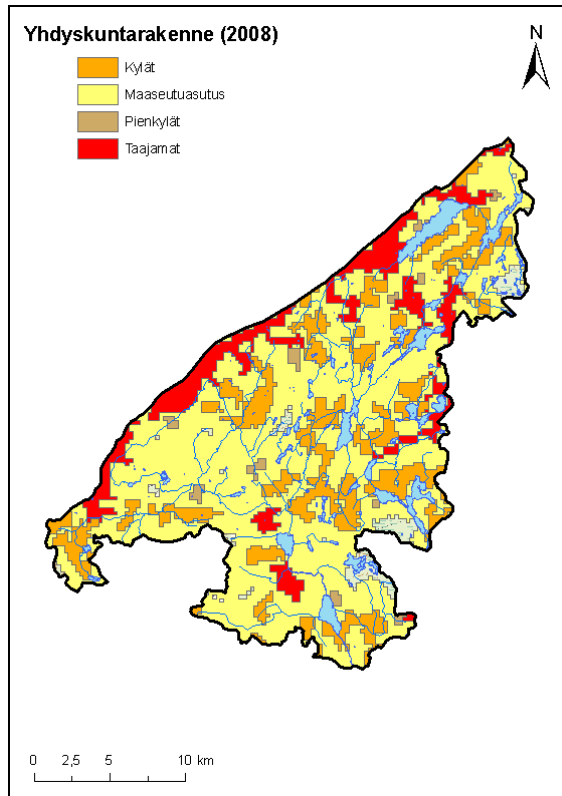 Yhdyskuntarakenne (2008)
N
Kylät
Maaseutuasutus
Pienkylät
Taajamat
0 2,5 5 10 km